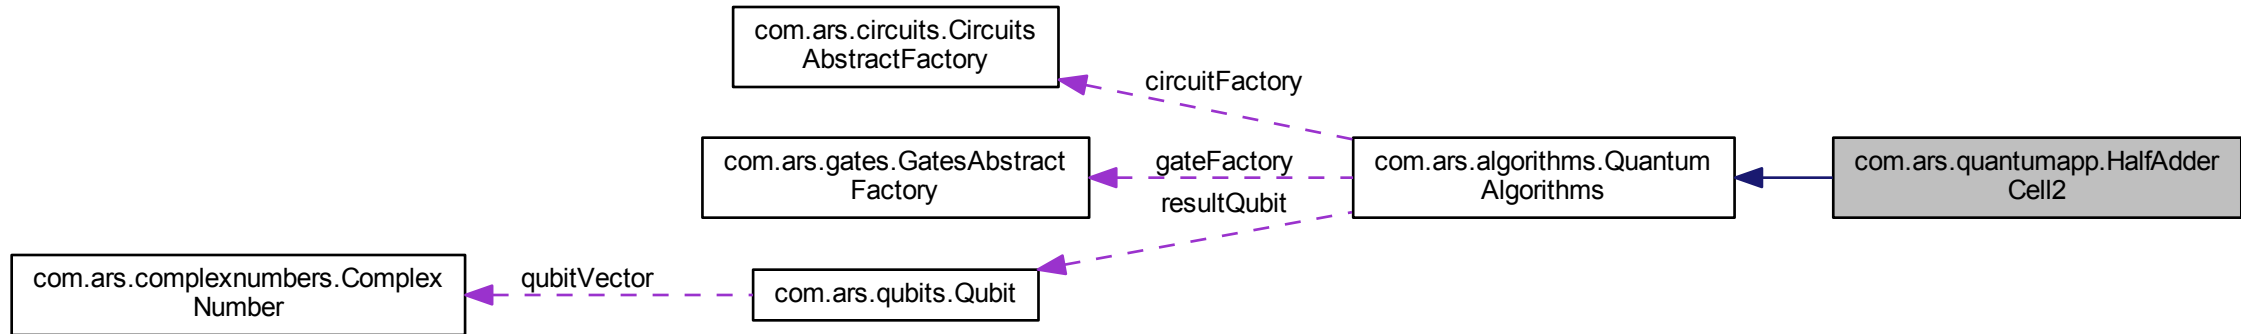 com.ars.circuits.Circuits
AbstractFactory
circuitFactory
com.ars.gates.GatesAbstract
Factory
gateFactory
com.ars.algorithms.Quantum
Algorithms
com.ars.quantumapp.HalfAdder
Cell2
resultQubit
com.ars.complexnumbers.Complex
Number
qubitVector
com.ars.qubits.Qubit